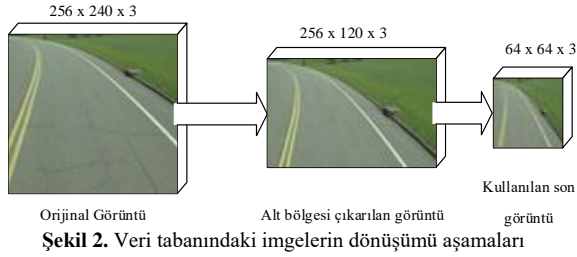 256 x 240 x 3
256 x 120 x 3
64 x 64 x 3
Orijinal Görüntü
Alt bölgesi çıkarılan görüntü
Kullanılan son
görüntü
Şekil 2. Veri tabanındaki imgelerin dönüşümü aşamaları